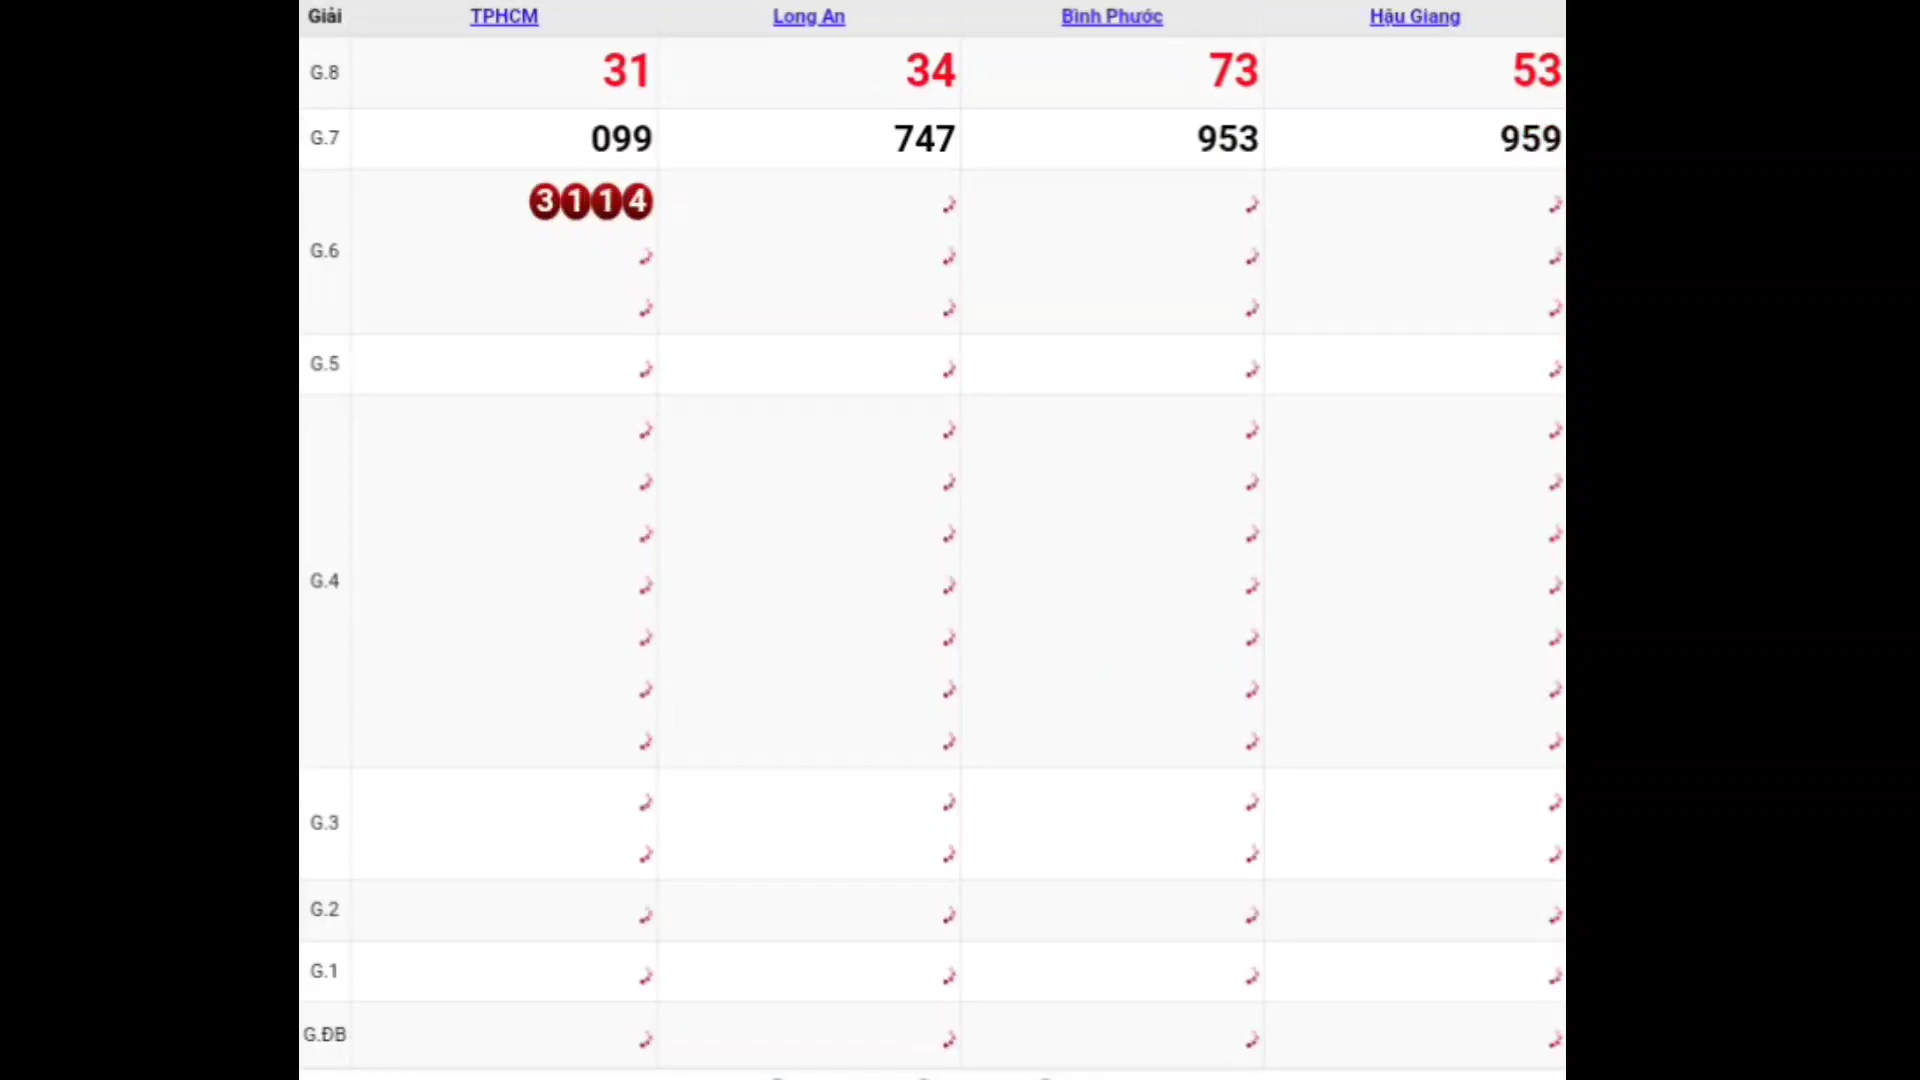 Giải TPHCM Long An Bình Phước Hậu Giang
G.8 31 34 73 53
G.7 099 747 953 959
3114
G.6
G.5
G.4
G.3
G.2
G.1
G.ĐB